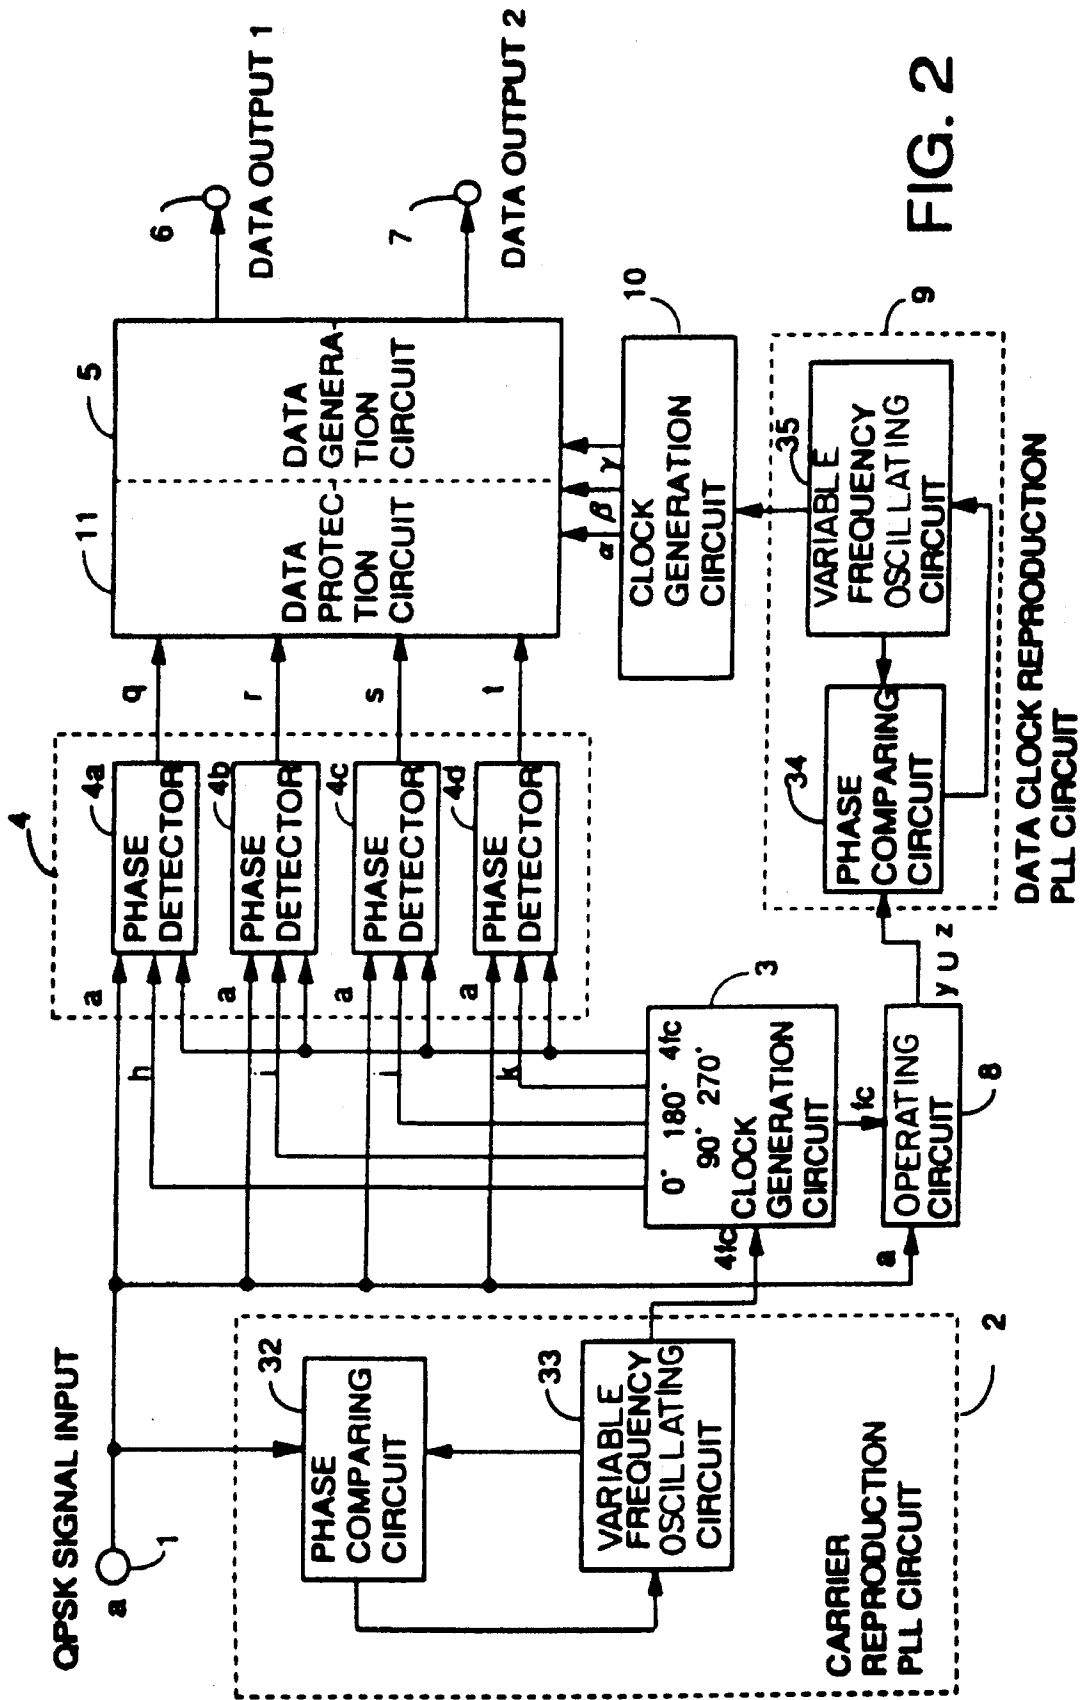 QPSK SIGNAL INPUT
a
1
32
PHASE
COMPARING
CIRCUIT
33
VARIABLE
FREQUENCY
OSCILLATING
CIRCUIT
CARRIER
REPRODUCTION
PLL CIRCUIT
2
4
a
h
4a
PHASE
DETECTOR
q
a
i
4b
PHASE
DETECTOR
r
a
j
4c
PHASE
DETECTOR
s
a
k
4d
PHASE
DETECTOR
t
11
DATA
PROTEC-
TION
CIRCUIT
5
DATA
GENERA-
TION
CIRCUIT
6
DATA OUTPUT 1
7
DATA OUTPUT 2
4fc
0° 180° 4fc
90° 270°
CLOCK
GENERATION
CIRCUIT
3
fc
a
OPERATING
CIRCUIT
8
y U z
α β γ
CLOCK
GENERATION
CIRCUIT
10
34
PHASE
COMPARING
CIRCUIT
35
VARIABLE
FREQUENCY
OSCILLATING
CIRCUIT
9
DATA CLOCK REPRODUCTION
PLL CIRCUIT
FIG. 2